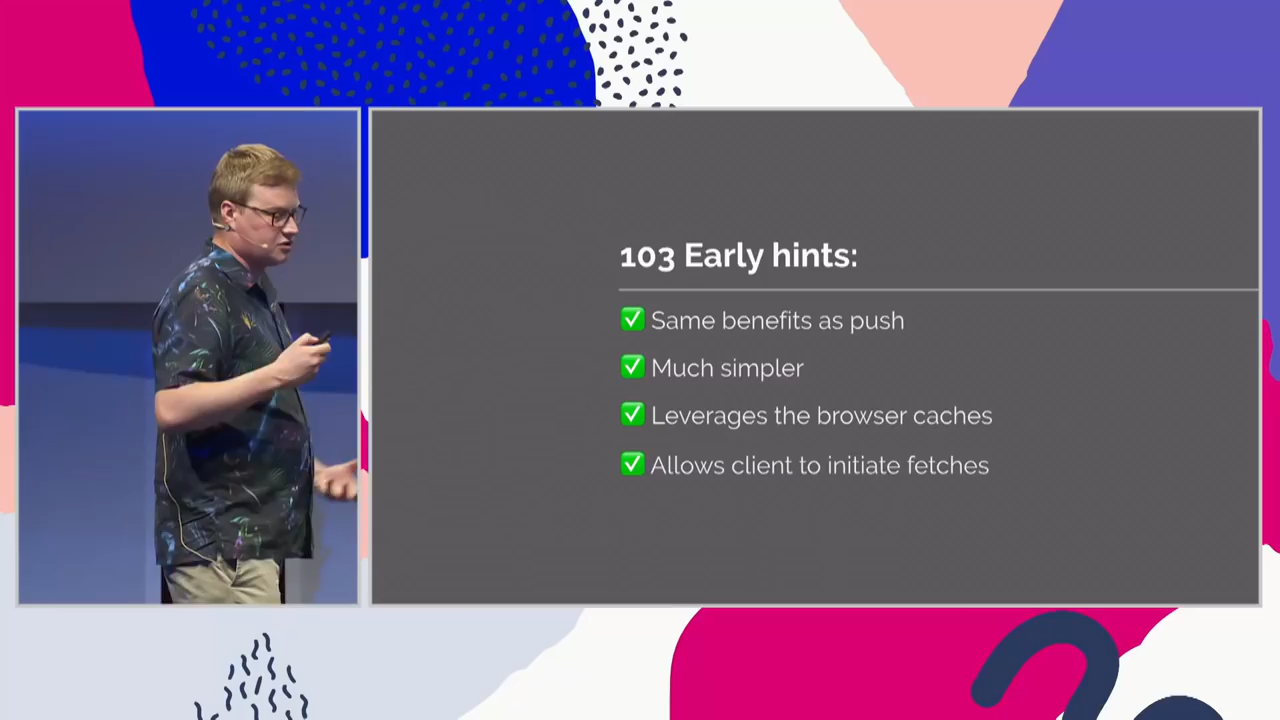 103 Early hints:
✅ Same benefits as push
✅ Much simpler
✅ Leverages the browser caches
✅ Allows client to initiate fetches